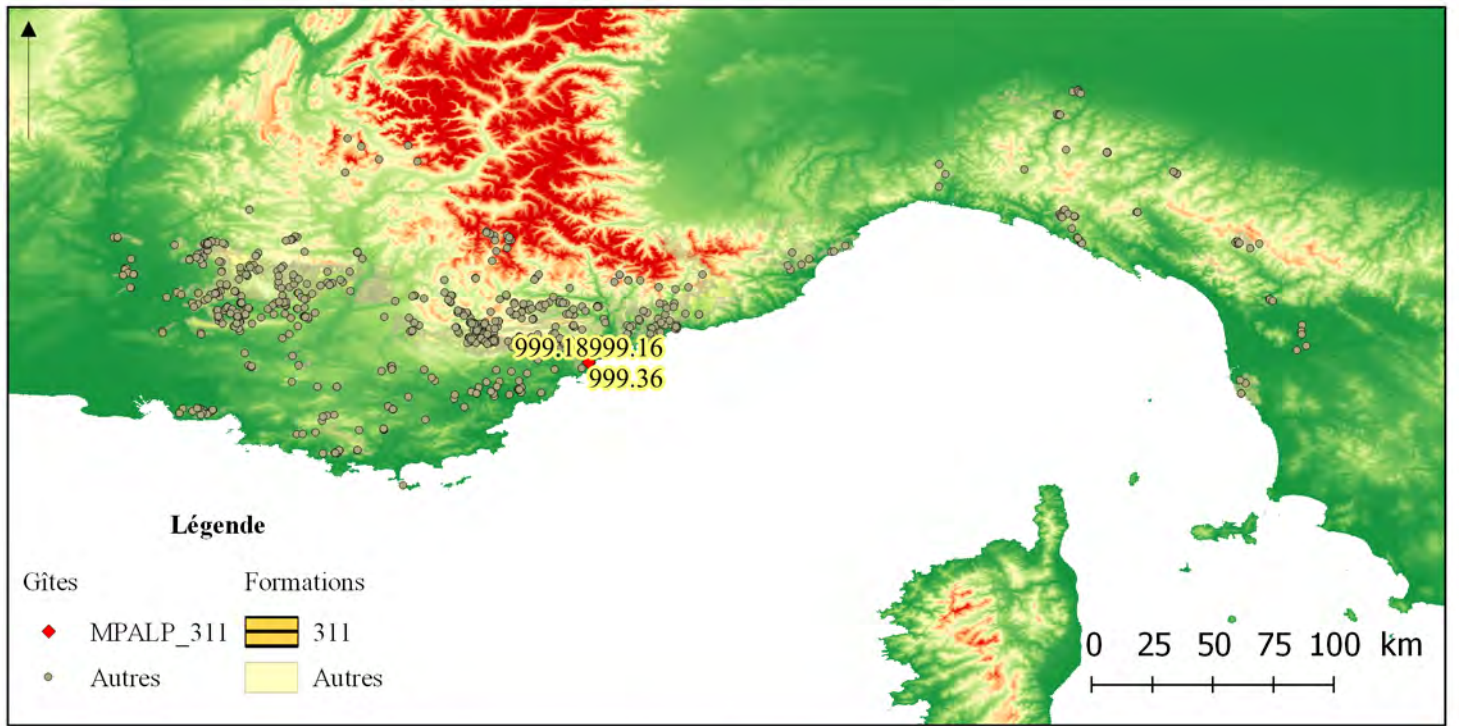 999.18999.16
999.36
Légende
Gîtes Formations
MPALP_311 311
Autres Autres
0 25 50 75 100 km